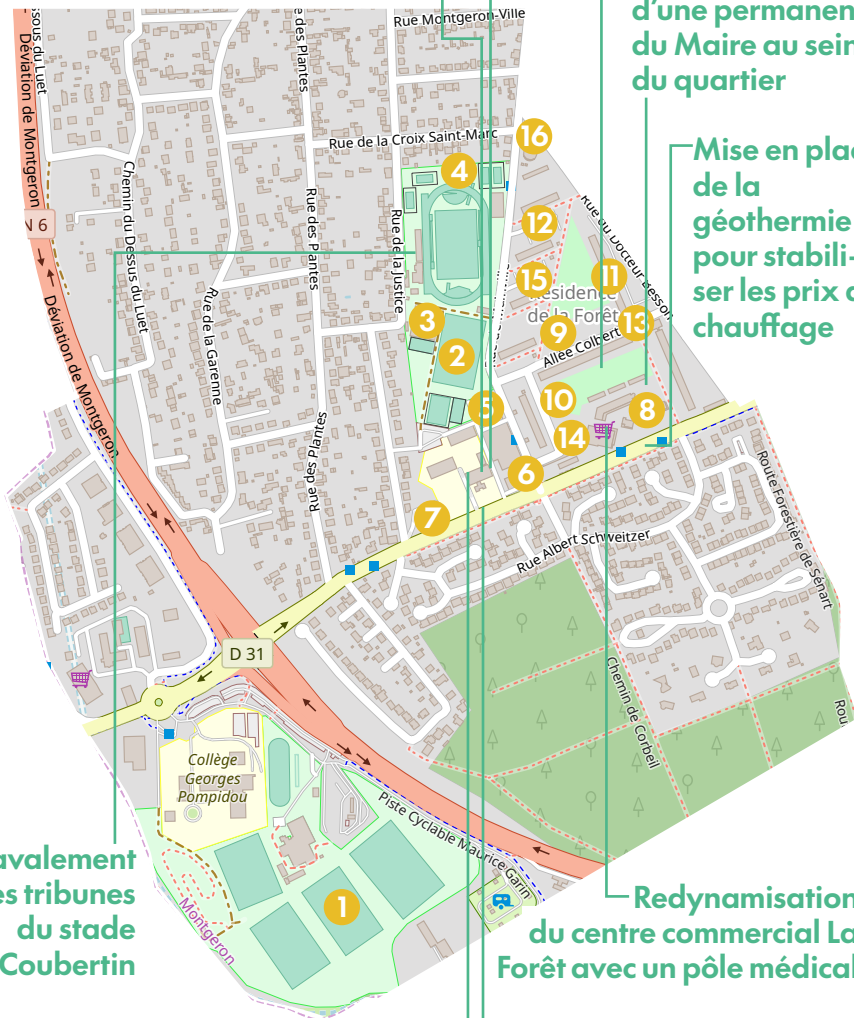 d'une permanen
du Maire au sein
du quartier
Mise en plac
de la
géothermie
pour stabili-
ser les prix d
chauffage
Rue Montgeron-Ville
Rue de la Croix Saint-Marc
ssous du Luet
Déviation de Montgeron
e des Plantes
Chemin du Dessus du Luet
Rue des Plantes
Rue de la Justice
Rue de la Garenne
N 6
Déviation de Montgeron
Rue des Plantes
16
4
12
Rue du Docteur Besson
15
11
Résidence
de la Forêt
3
13
9
Allée Colbert
2
10
5
8
14
6
7
Rue Albert Schweitzer
Route Forestière de Sénart
D 31
Chemin de Corbeil
Rou
Collège
Georges
Pompidou
Piste Cyclable Maurice Garin
1
Montgeron
avalement
es tribunes
du stade
Coubertin
Redynamisation
du centre commercial La
Forêt avec un pôle médical